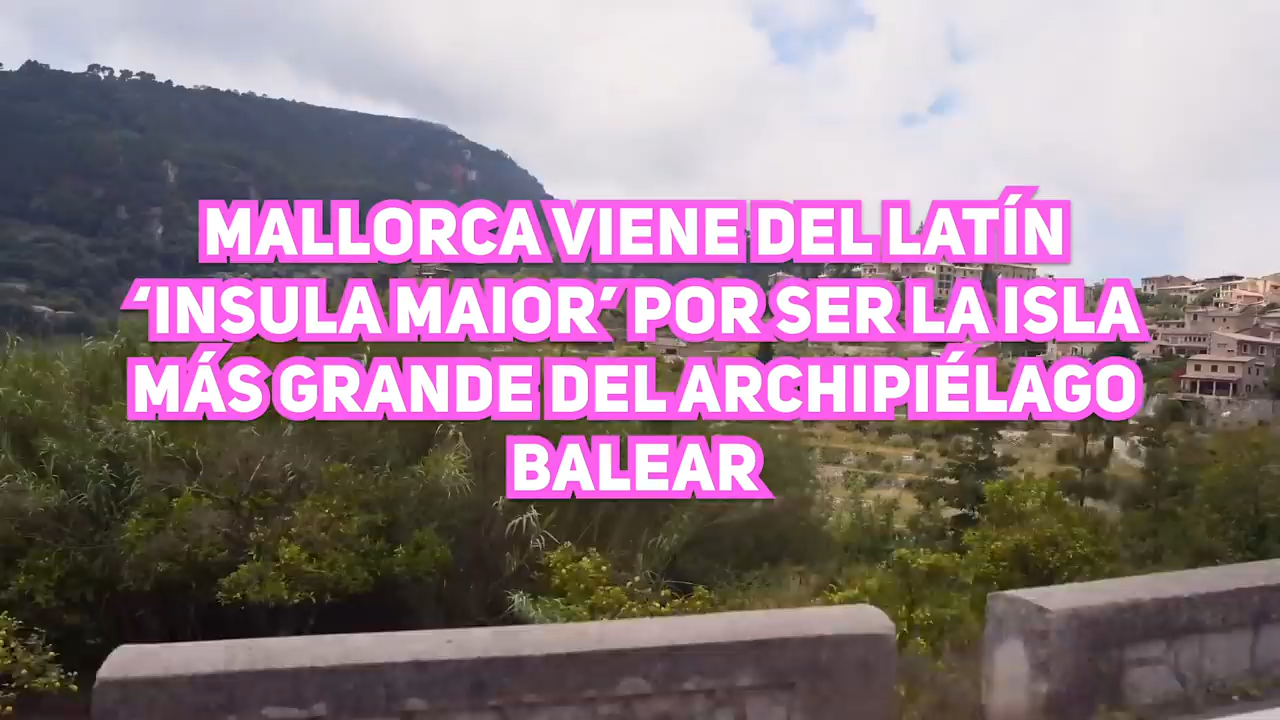 MALLORCA VIENE DEL LATÍN
‘INSULA MAIOR’ POR SER LA ISLA
MÁS GRANDE DEL ARCHIPIÉLAGO
BALEAR